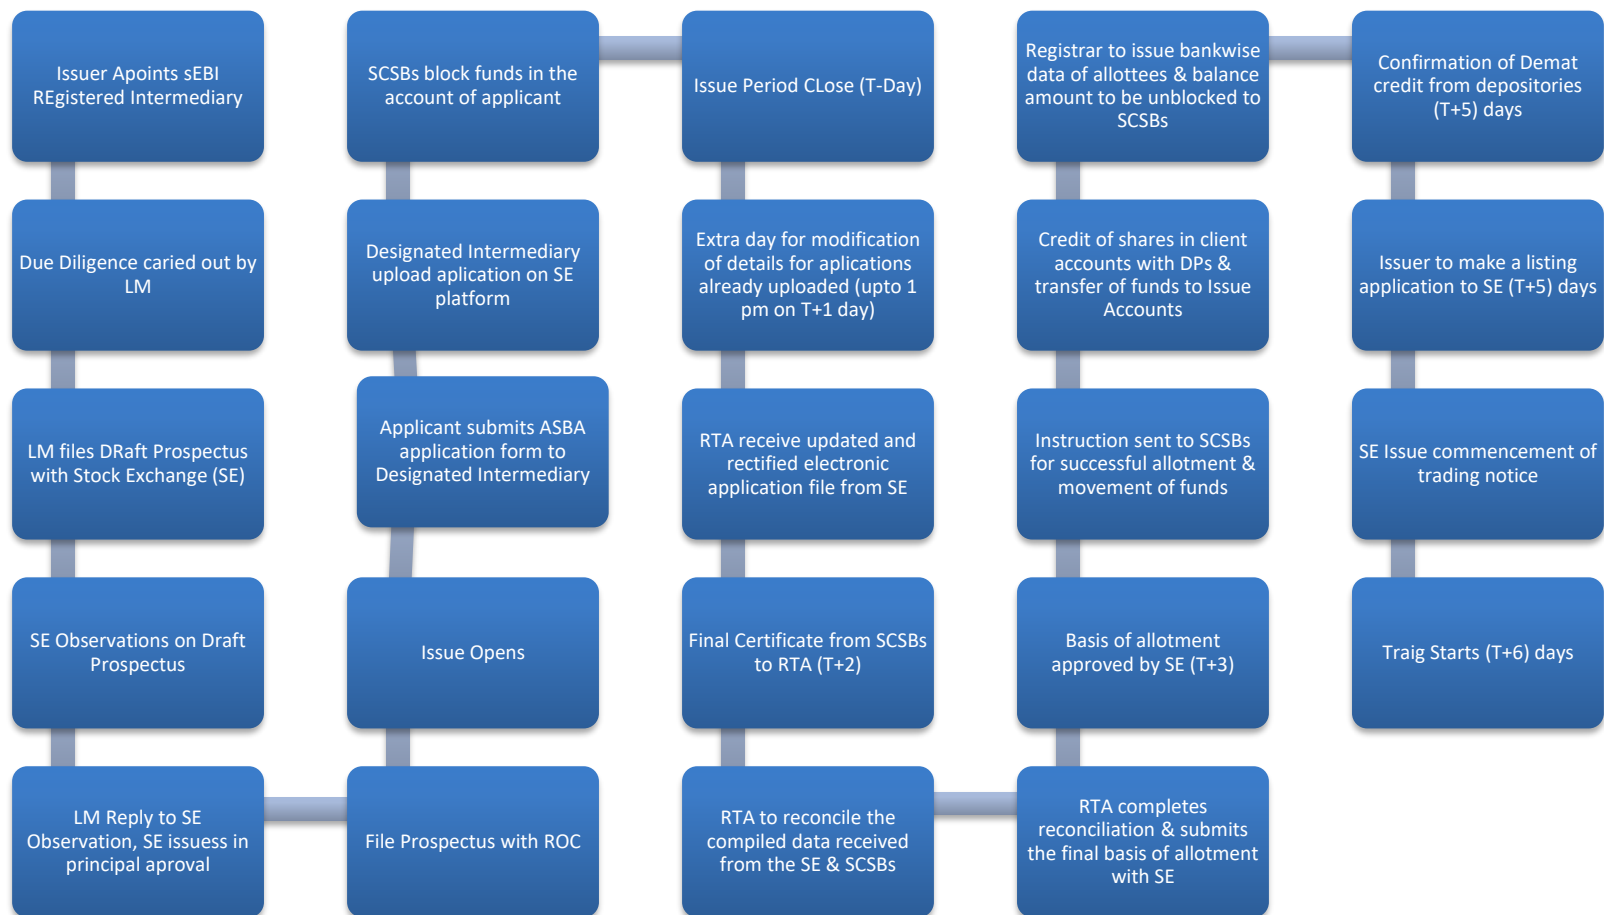 Issuer Apoints sEBI
REgistered Intermediary
Due Diligence caried out by
LM
LM files DRaft Prospectus
with Stock Exchange (SE)
SE Observations on Draft
Prospectus
LM Reply to SE
Observation, SE issuess in
principal aproval
File Prospectus with ROC
Issue Opens
Applicant submits ASBA
application form to
Designated Intermediary
Designated Intermediary
upload aplication on SE
platform
SCSBs block funds in the
account of applicant
Issue Period CLose (T-Day)
Extra day for modification
of details for aplications
already uploaded (upto 1
pm on T+1 day)
RTA receive updated and
rectified electronic
application file from SE
Final Certificate from SCSBs
to RTA (T+2)
RTA to reconcile the
compiled data received
from the SE & SCSBs
RTA completes
reconciliation & submits
the final basis of allotment
with SE
Basis of allotment
approved by SE (T+3)
Instruction sent to SCSBs
for successful allotment &
movement of funds
Credit of shares in client
accounts with DPs &
transfer of funds to Issue
Accounts
Registrar to issue bankwise
data of allottees & balance
amount to be unblocked to
SCSBs
Confirmation of Demat
credit from depositories
(T+5) days
Issuer to make a listing
application to SE (T+5) days
SE Issue commencement of
trading notice
Traig Starts (T+6) days